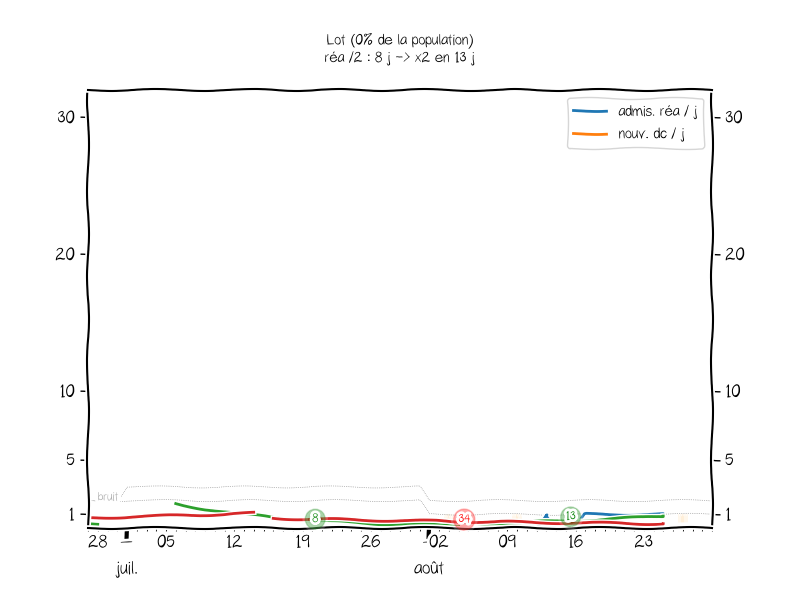 Lot (0% de la population)
réa /2 : 8 j -> x2 en 13 j
30 30
admis. réa / j
nouv. dc / j
20 20
10 10
5 5
bruit
1 1
8 34 13
28 05 12 19 26 02 09 16 23
juil. août